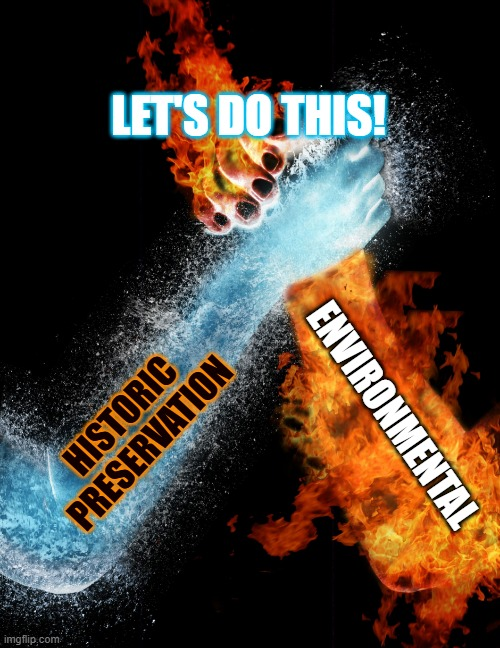 LET'S DO THIS!
HISTORIC
PRESERVATION
ENVIRONMENTAL
imgflip.com